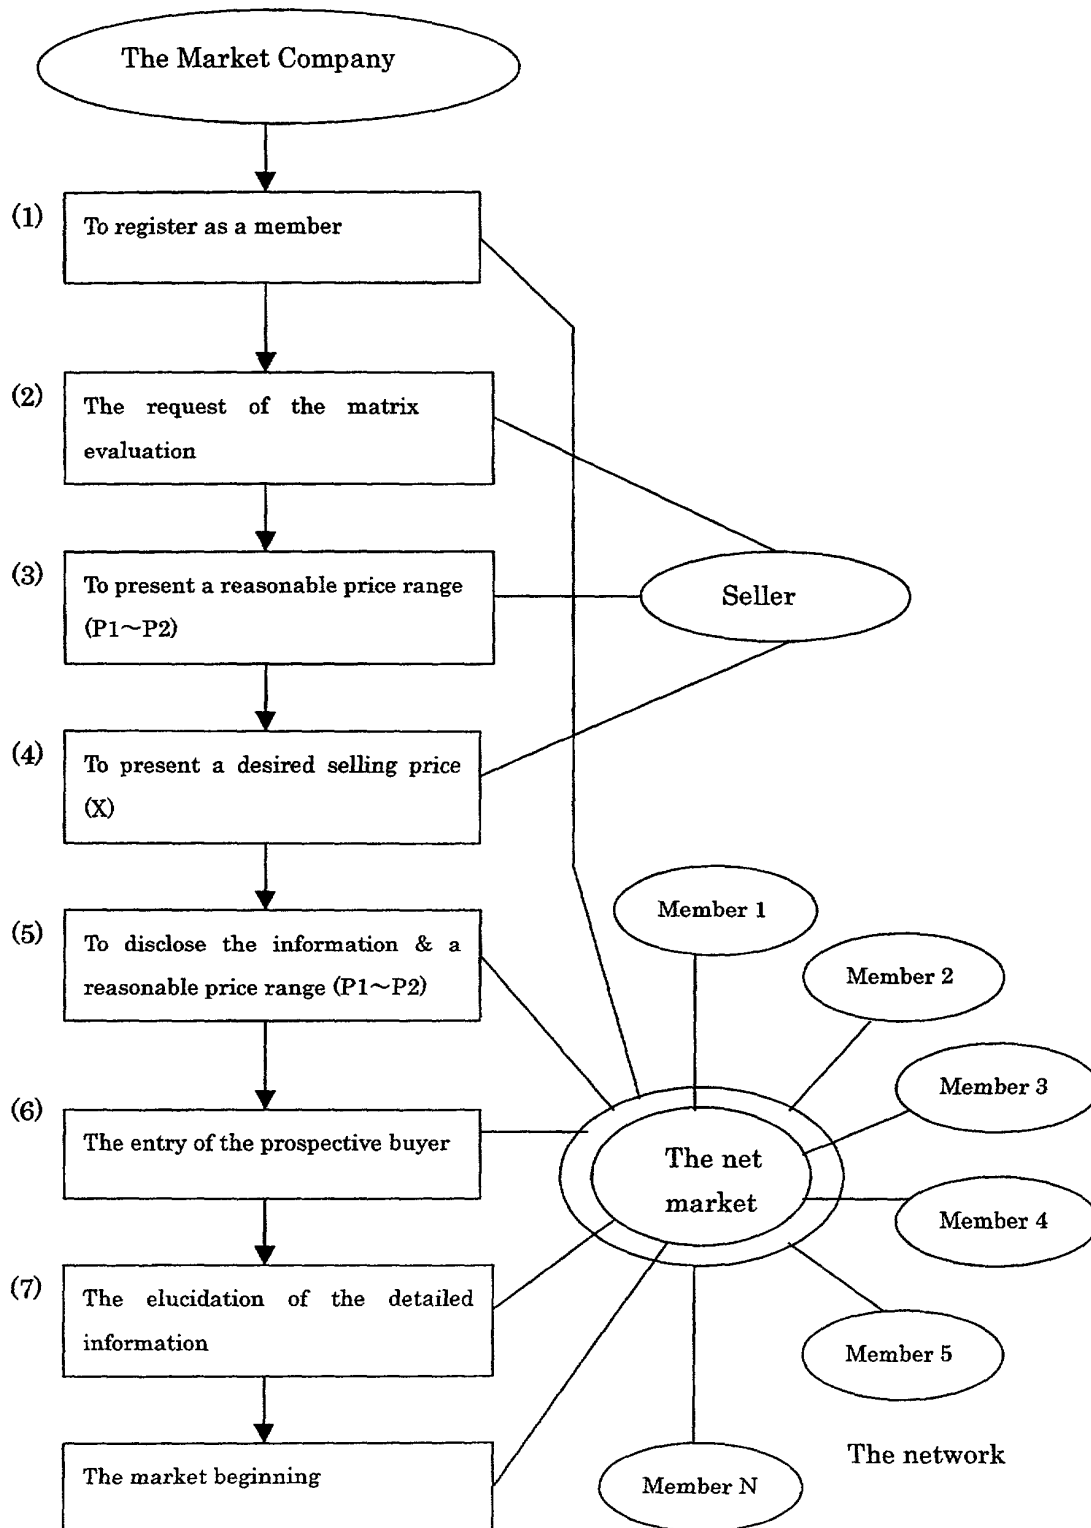 The Market Company
(1)
To register as a member
(2)
The request of the matrix
evaluation
(3)
To present a reasonable price range
(P1～P2)
Seller
(4)
To present a desired selling price
(X)
(5)
To disclose the information & a
reasonable price range (P1～P2)
Member 1
Member 2
Member 3
(6)
The entry of the prospective buyer
The net
market
Member 4
(7)
The elucidation of the detailed
information
Member 5
The market beginning
Member N
The network